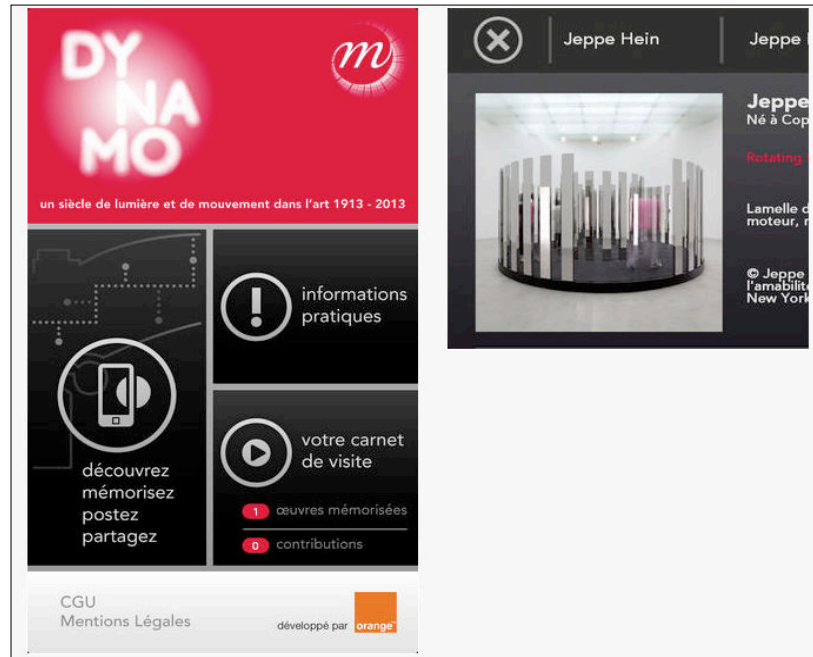 DY
NA
MO
m
un siècle de lumière et de mouvement dans l'art 1913 - 2013
informations
pratiques
découvrez
mémorisez
postez
partagez
votre carnet
de visite
1 œuvres mémorisées
0 contributions
CGU
Mentions Légales
développé par orange™
Jeppe Hein
Jeppe
Jeppe
Né à Cop
Rotating
Lamelle d
moteur, r
© Jeppe
l'amabilité
New York